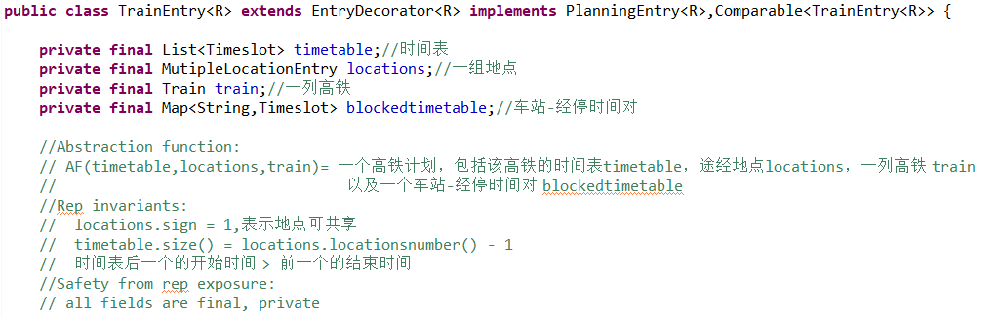 public class TrainEntry<R> extends EntryDecorator<R> implements PlanningEntry<R>,Comparable<TrainEntry<R>> {
private final List<Timeslot> timetable;//时间表
private final MutipleLocationEntry locations;//一组地点
private final Train train;//一列高铁
private final Map<String,Timeslot> blockedtimetable;//车站-经停时间对
//Abstraction function:
// AF(timetable,locations,train)= 一个高铁计划，包括该高铁的时间表timetable，途经地点locations，一列高铁 train
// 以及一个车站-经停时间对 blockedtimetable
//Rep invariants:
// locations.sign = 1,表示地点可共享
// timetable.size() = locations.locationsnumber() - 1
// 时间表后一个的开始时间 > 前一个的结束时间
//Safety from rep exposure:
// all fields are final, private